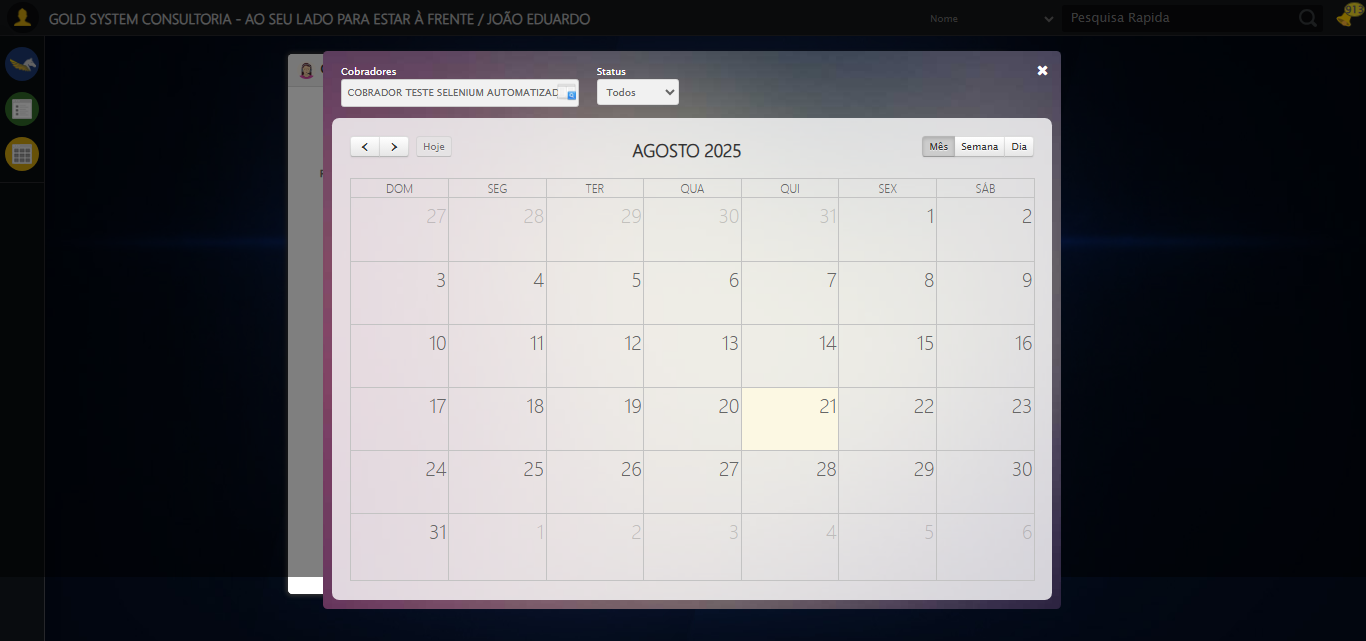 GOLD SYSTEM CONSULTORIA - AO SEU LADO PARA ESTAR À FRENTE / JOÃO EDUARDO
Nome
Pesquisa Rapida
913
Cobradores
Status
COBRADOR TESTE SELENIUM AUTOMATIZAD
Todos
Hoje
AGOSTO 2025
Mês Semana Dia
DOM SEG TER QUA QUI SEX SÁB
27 28 29 30 31 1 2
3 4 5 6 7 8 9
10 11 12 13 14 15 16
17 18 19 20 21 22 23
24 25 26 27 28 29 30
31 1 2 3 4 5 6